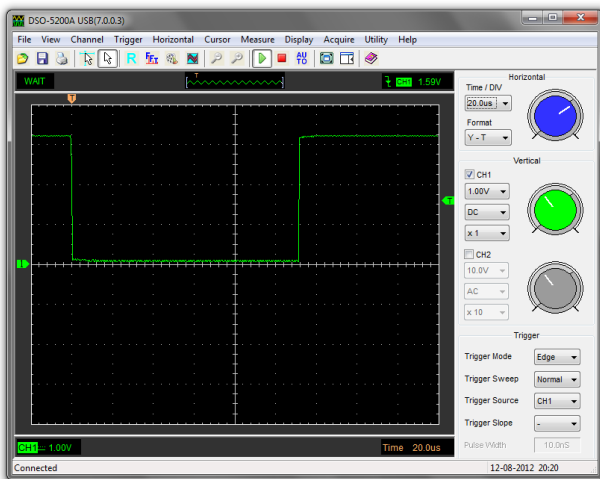 DSO-5200A USB(7.0.0.3)
File View Channel Trigger Horizontal Cursor Measure Display Acquire Utility Help
R FFT AUTO
WAIT T CH1 1.59V
T
T
1
Horizontal
Time / DIV
20.0us
Format
Y - T
Vertical
CH1
1.00V
DC
x 1
CH2
10.0V
AC
x 10
Trigger
Trigger Mode Edge
Trigger Sweep Normal
Trigger Source CH1
Trigger Slope -
Pulse Width 10.0nS
CH1= 1.00V Time 20.0us
Connected 12-08-2012 20:20